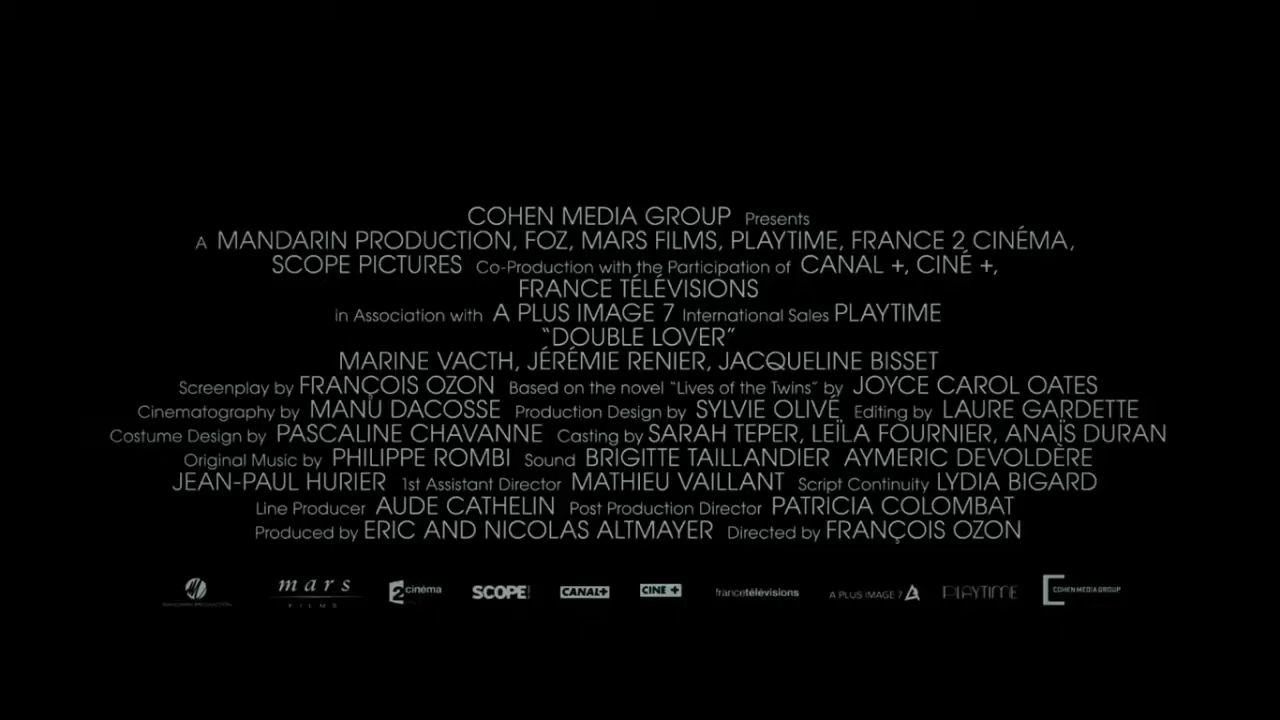 COHEN MEDIA GROUP Presents
A MANDARIN PRODUCTION, FOZ, MARS FILMS, PLAYTIME, FRANCE 2 CINÉMA,
SCOPE PICTURES Co-Production with the Participation of CANAL +, CINÉ +,
FRANCE TÉLÉVISIONS
in Association with A PLUS IMAGE 7 International Sales PLAYTIME
“DOUBLE LOVER”
MARINE VACTH, JÉRÉMIE RENIER, JACQUELINE BISSET
Screenplay by FRANÇOIS OZON Based on the novel “Lives of the Twins” by JOYCE CAROL OATES
Cinematography by MANU DACOSSE Production Design by SYLVIE OLIVÉ Editing by LAURE GARDETTE
Costume Design by PASCALINE CHAVANNE Casting by SARAH TEPER, LEÏLA FOURNIER, ANAÏS DURAN
Original Music by PHILIPPE ROMBI Sound BRIGITTE TAILLANDIER AYMERIC DEVOLDÈRE
JEAN-PAUL HURIER 1st Assistant Director MATHIEU VAILLANT Script Continuity LYDIA BIGARD
Line Producer AUDE CATHELIN Post Production Director PATRICIA COLOMBAT
Produced by ERIC AND NICOLAS ALTMAYER Directed by FRANÇOIS OZON
MANDARIN PRODUCTION mars FILMS 2 cinéma SCOPE CANAL+ CINE + francetélévisions A PLUS IMAGE 7 PLAYTIME COHEN MEDIA GROUP